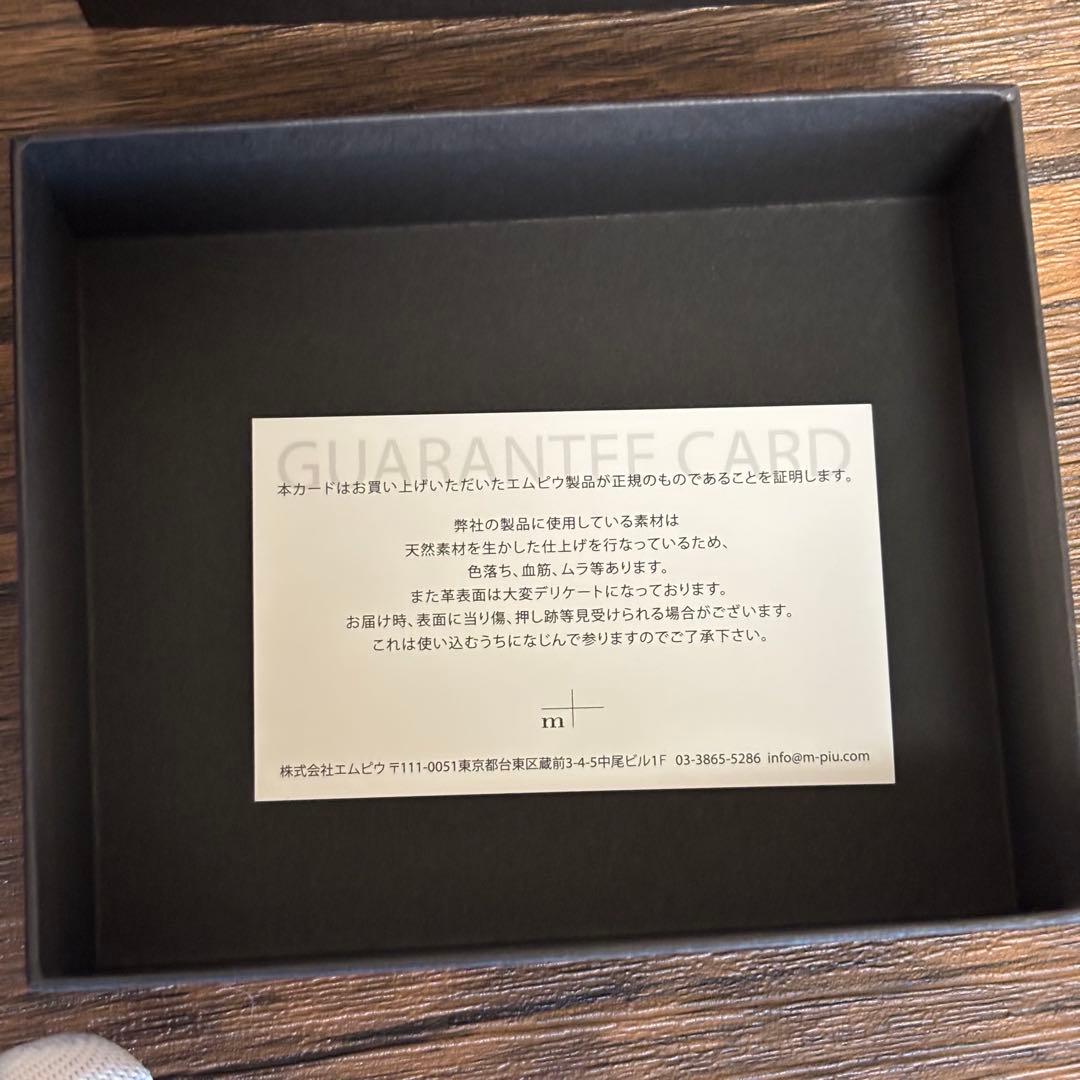 GUARANTEE CARD
本カードはお買い上げいただいたエムピウ製品が正規のものであることを証明します。
弊社の製品に使用している素材は
天然素材を生かした仕上げを行なっているため、
色落ち、血筋、ムラ等あります。
また革表面は大変デリケートになっております。
お届け時、表面に当り傷、押し跡等見受けられる場合がございます。
これは使い込むうちになじんで参りますのでご了承下さい。
m+
株式会社エムピウ 〒111-0051東京都台東区蔵前3-4-5中尾ビル1F 03-3865-5286 info@m-piu.com